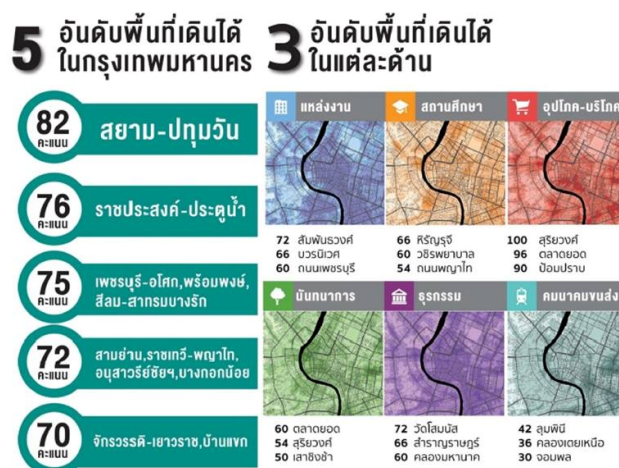 5 อันดับพื้นที่เดินได้
ในกรุงเทพมหานคร
82
คะแนน
สยาม-ปทุมวัน
76
คะแนน
ราชประสงค์-ประตูน้ำ
75
คะแนน
เพชรบุรี-อโศก,พร้อมพงษ์,
สีลม-สาทรมบางรัก
72
คะแนน
สามย่าน,ราชเทวี-พญาไท,
อนุสาวรีย์ชัยฯ,บางกอกน้อย
70
คะแนน
จักรวรรดิ-เยาวราช,บ้านแขก
3 อันดับพื้นที่เดินได้
ในแต่ละด้าน
แหล่งงาน
72 สัมพันธวงศ์
66 บวรนิเวศ
60 ถนนเพชรบุรี
สถานศึกษา
66 หิรัญรูจี
60 วชิรพยาบาล
54 ถนนพญาไท
อุปโภค-บริโภค
100 สุริยวงศ์
96 ตลาดยอด
90 ป้อมปราบ
นันทนาการ
60 ตลาดยอด
54 สุริยวงศ์
50 เสาชิงช้า
ธุรกรรม
72 วัดโสมนัส
66 สำราญราษฎร์
60 คลองมหานาค
คมนาคมขนส่ง
42 ลุมพินี
36 คลองเตยเหนือ
30 จอมพล